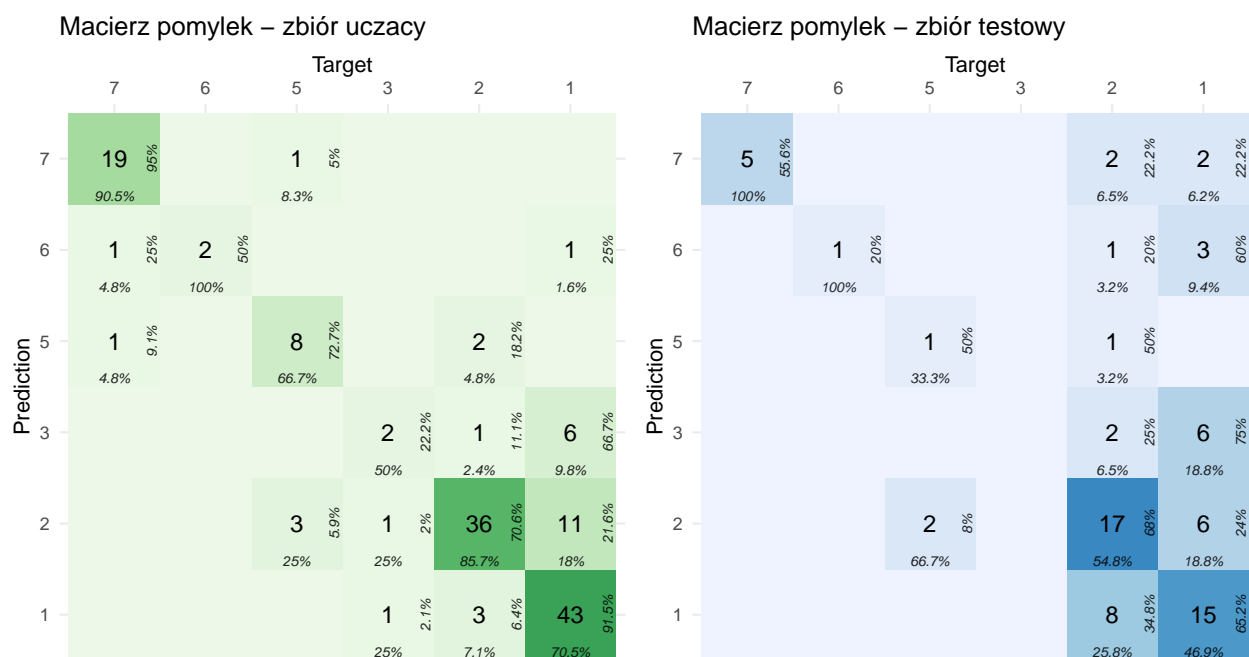 Macierz pomylek – zbiór uczacy
Target
7 6 5 3 2 1
Prediction
7 19 95% 1 5%
90.5% 8.3%
6 1 25% 2 50% 1 25%
4.8% 100% 1.6%
5 1 9.1% 8 72.7% 2 18.2%
4.8% 66.7% 4.8%
3 2 22.2% 1 11.1% 6 66.7%
50% 2.4% 9.8%
2 3 5.9% 1 2% 36 70.6% 11 21.6%
25% 25% 85.7% 18%
1 1 2.1% 3 6.4% 43 91.5%
25% 7.1% 70.5%
Macierz pomylek – zbiór testowy
Target
7 6 5 3 2 1
Prediction
7 5 55.6% 2 22.2% 2 22.2%
100% 6.5% 6.2%
6 1 20% 1 20% 3 60%
100% 3.2% 9.4%
5 1 50% 1 50%
33.3% 3.2%
3 2 25% 6 75%
6.5% 18.8%
2 2 8% 17 68% 6 24%
66.7% 54.8% 18.8%
1 8 34.8% 15 65.2%
25.8% 46.9%